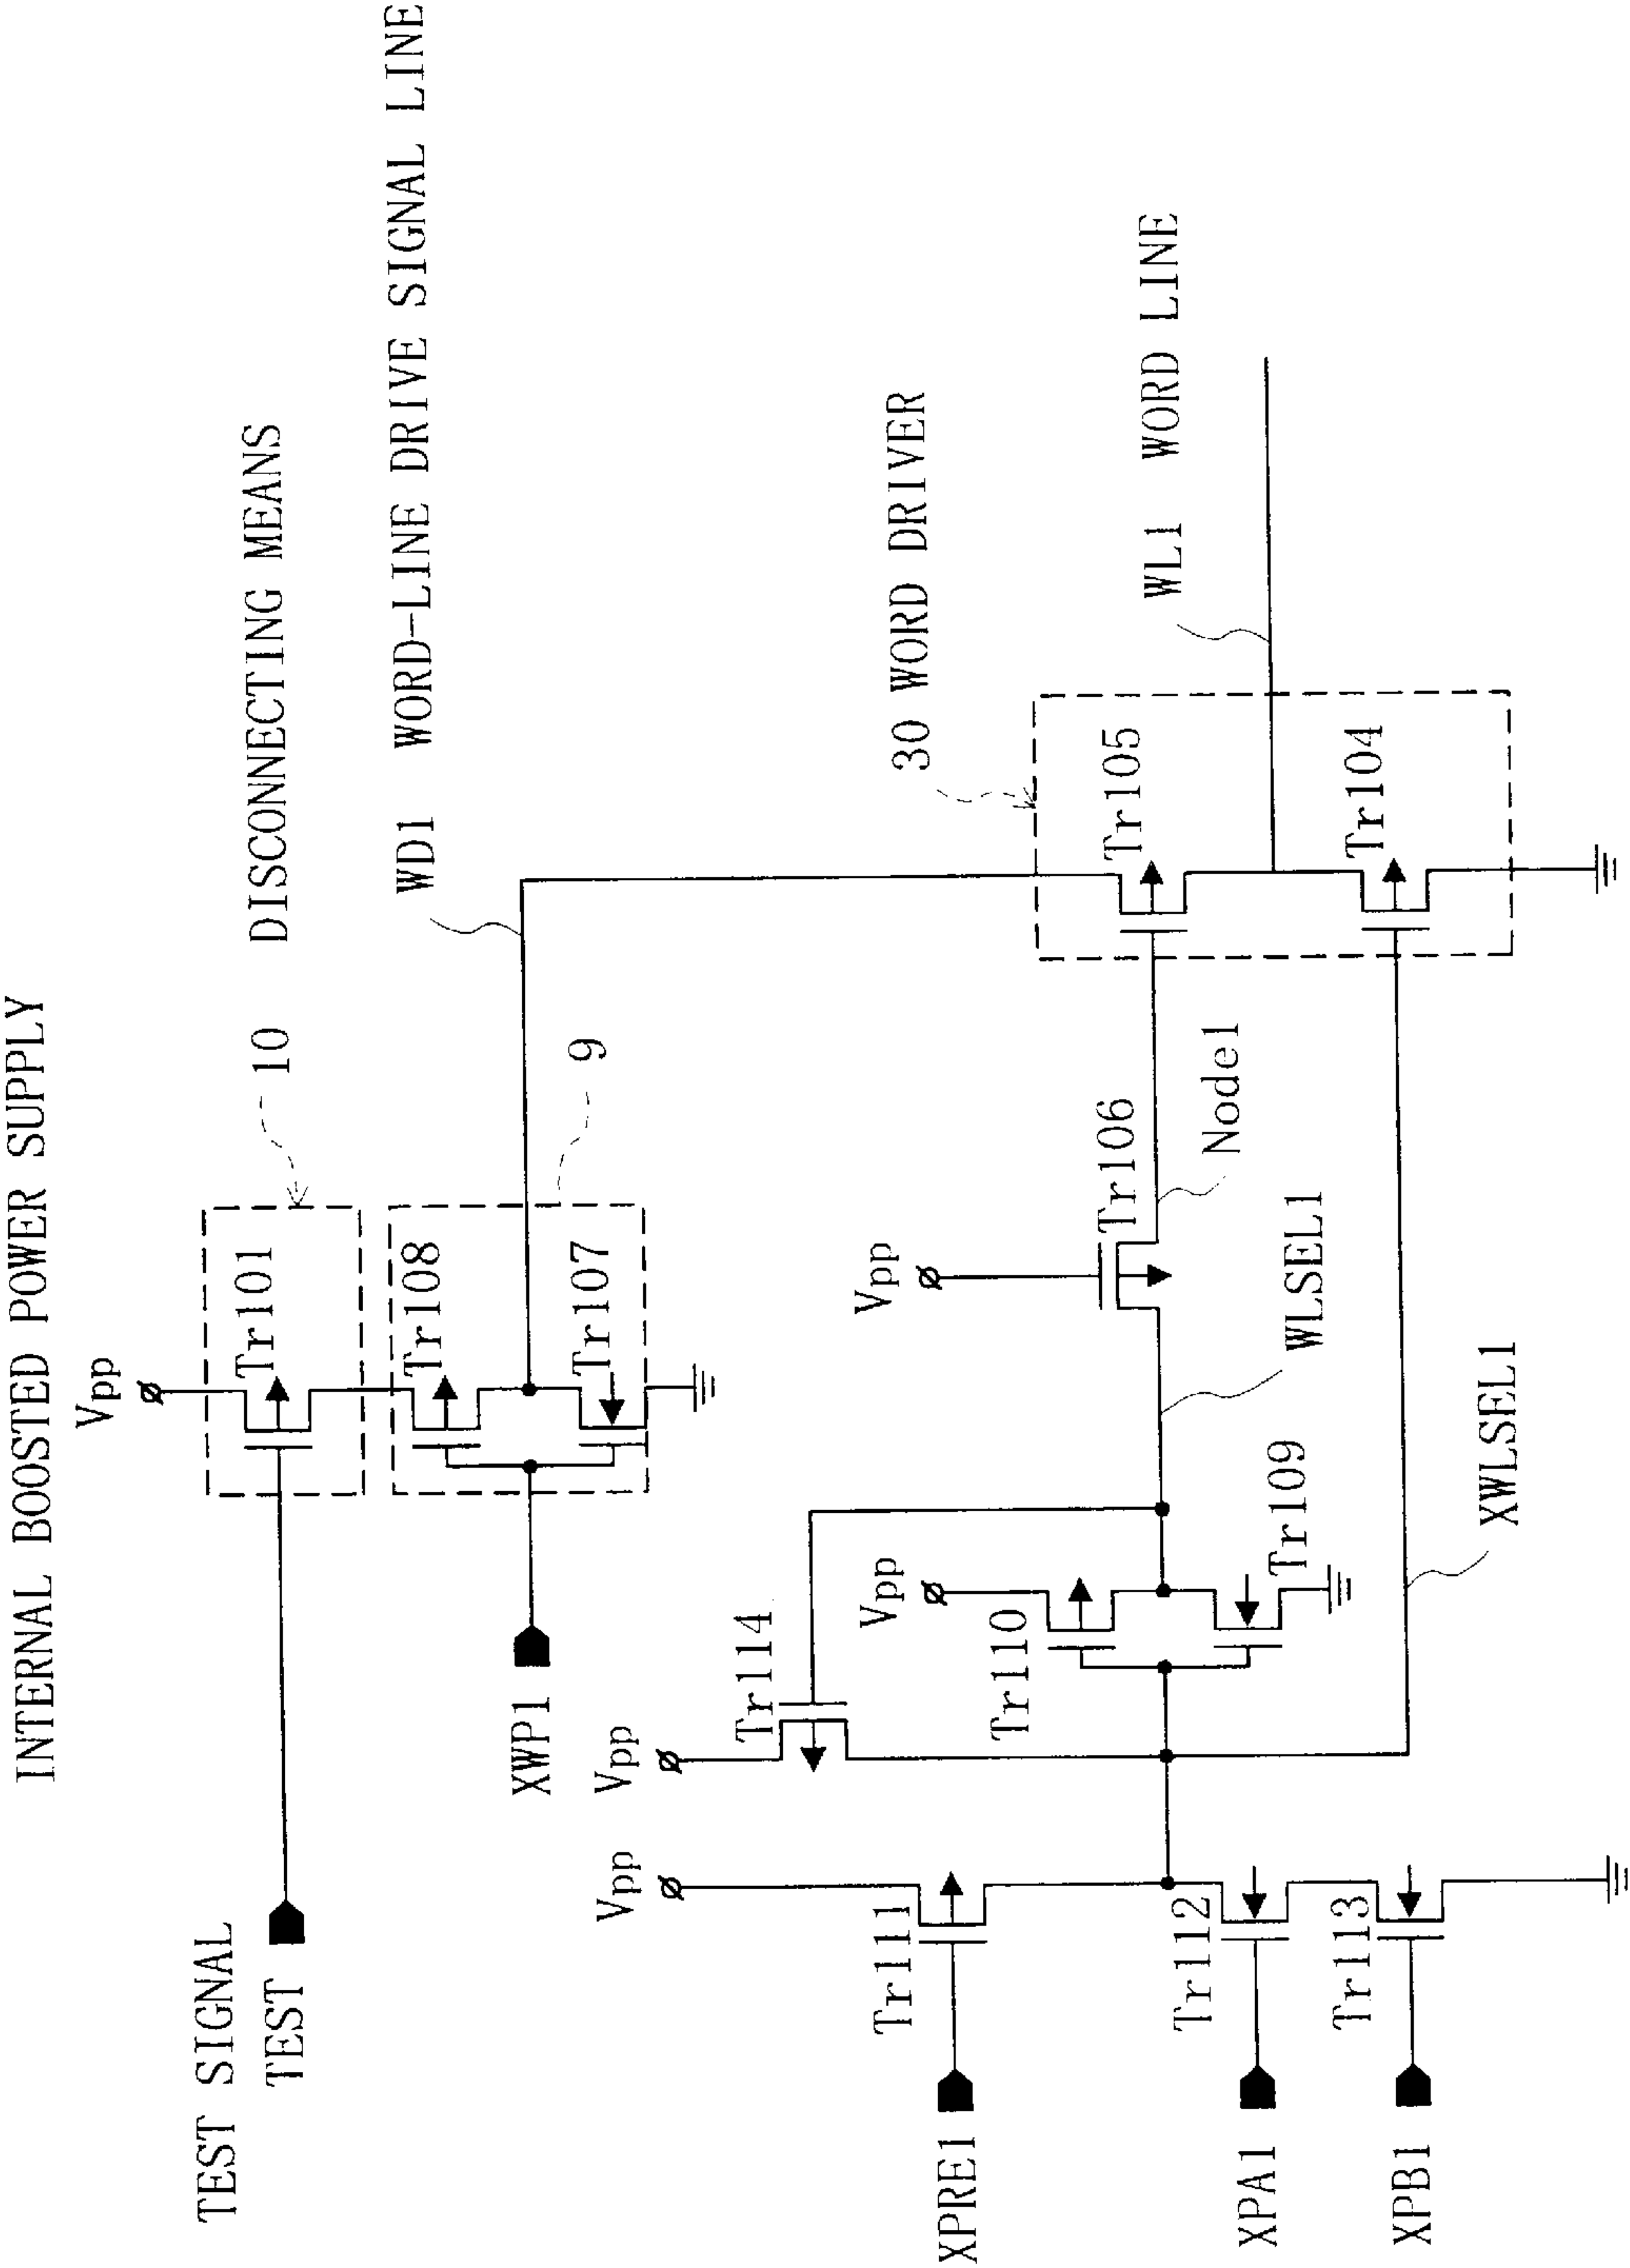 INTERNAL BOOSTED POWER SUPPLY
Vpp
TEST SIGNAL
TEST
Tr101
10 DISCONNECTING MEANS
XWP1
Tr108
Tr107
9
WD1 WORD-LINE DRIVE SIGNAL LINE
Vpp
Vpp
Tr114
Vpp
Vpp
XPRE1
Tr111
Tr110
Tr106
30 WORD DRIVER
Tr105
WL1 WORD LINE
Node1
XPA1
Tr112
Tr109
WLSEL1
Tr104
XPB1
Tr113
XWLSEL1